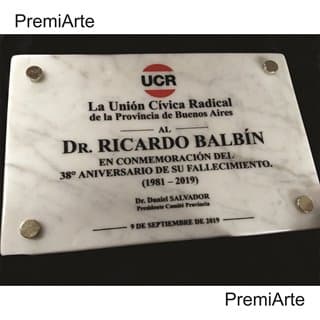 PremiArte
UCR
La Unión Cívica Radical
de la Provincia de Buenos Aires
AL
DR. RICARDO BALBÍN
EN CONMEMORACIÓN DEL
38º ANIVERSARIO DE SU FALLECIMIENTO.
(1981 - 2019)
Dr. Daniel SALVADOR
Presidente Comité Provincia
9 DE SEPTIEMBRE DE 2019
PremiArte